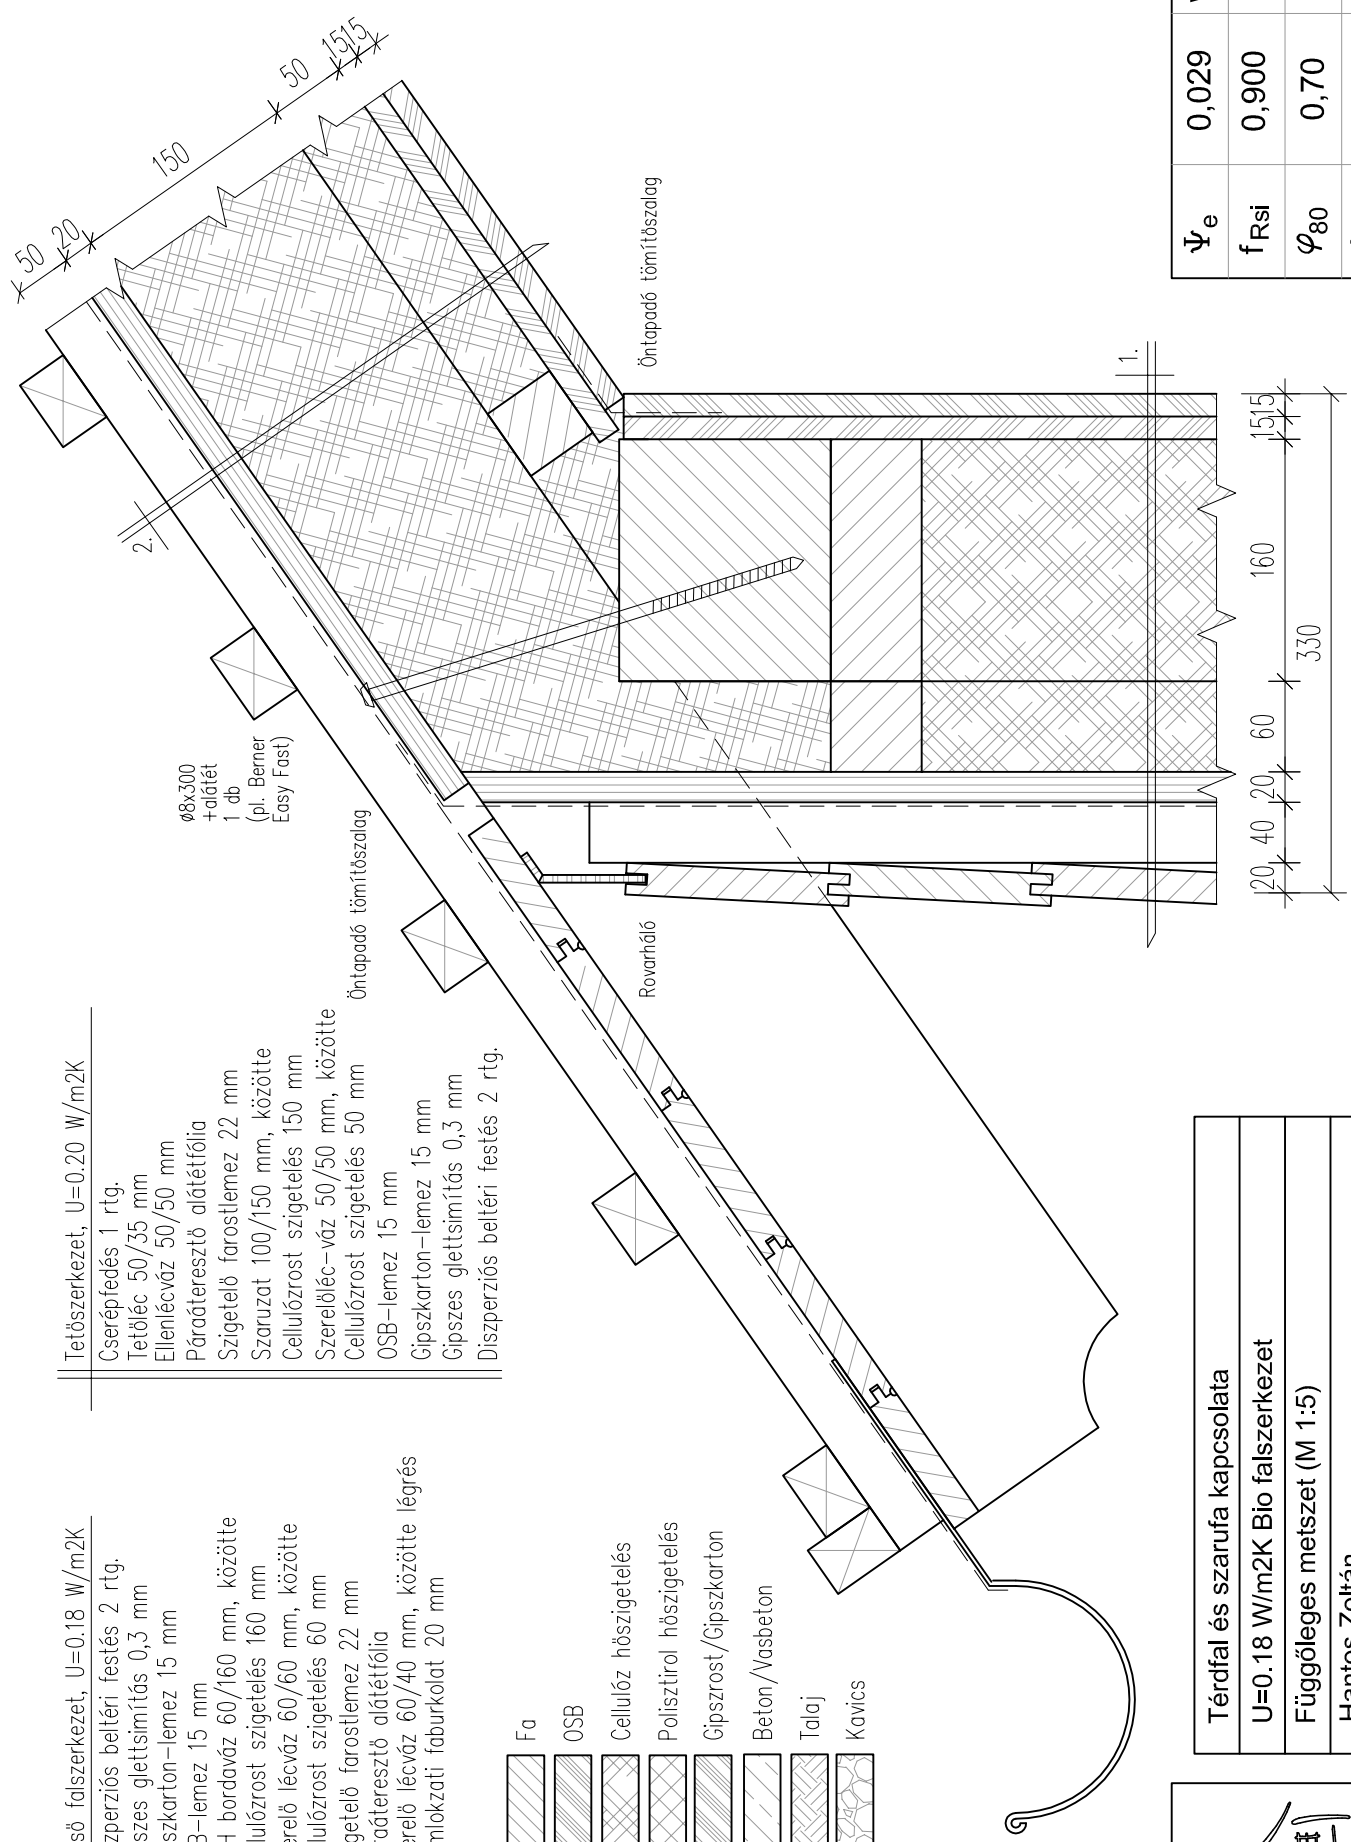 50
20
150
50
15
15
2.
ø8x300
+alátét
1 db
(pl. Berner
Easy Fast)
Öntapadó tömítőszalag
Öntapadó tömítőszalag
Rovarháló
1.
15
15
160
60
20
40
20
330
Ψe 0,029
fRsi 0,900
φ80 0,70
Tetőszerkezet, U=0.20 W/m2K
Cserépfedés 1 rtg.
Tetőléc 50/35 mm
Ellenlécváz 50/50 mm
Páraáteresztő alátétfólia
Szigetelő farostlemez 22 mm
Szaruzat 100/150 mm, közötte
Cellulózrost szigetelés 150 mm
Szerelőléc-váz 50/50 mm, közötte
Cellulózrost szigetelés 50 mm
OSB-lemez 15 mm
Gipszkarton-lemez 15 mm
Gipszes glettsimítás 0,3 mm
Diszperziós beltéri festés 2 rtg.
ső falszerkezet, U=0.18 W/m2K
zperziós beltéri festés 2 rtg.
szes glettsimítás 0,3 mm
szkarton-lemez 15 mm
B-lemez 15 mm
H bordaváz 60/160 mm, közötte
lulózrost szigetelés 160 mm
erelő lécváz 60/60 mm, közötte
lulózrost szigetelés 60 mm
getelő farostlemez 22 mm
raáteresztő alátétfólia
erelő lécváz 60/40 mm, közötte légrés
mlokzati faburkolat 20 mm
Fa
OSB
Cellulóz hőszigetelés
Polisztirol hőszigetelés
Gipszrost/Gipszkarton
Beton/Vasbeton
Talaj
Kavics
Térdfal és szarufa kapcsolata
U=0.18 W/m2K Bio falszerkezet
Függőleges metszet (M 1:5)
Hantos Zoltán